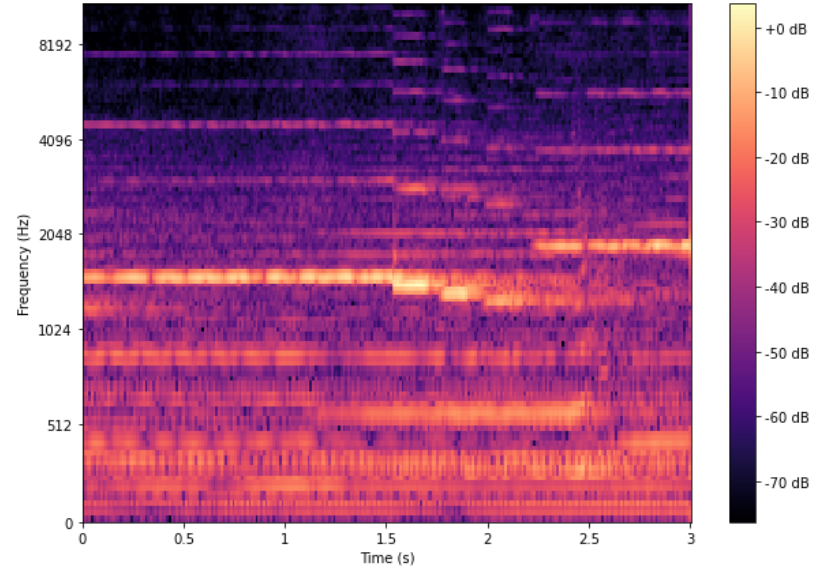 8192
4096
2048
1024
512
0
Frequency (Hz)
0 0.5 1 1.5 2 2.5 3
Time (s)
+0 dB
-10 dB
-20 dB
-30 dB
-40 dB
-50 dB
-60 dB
-70 dB